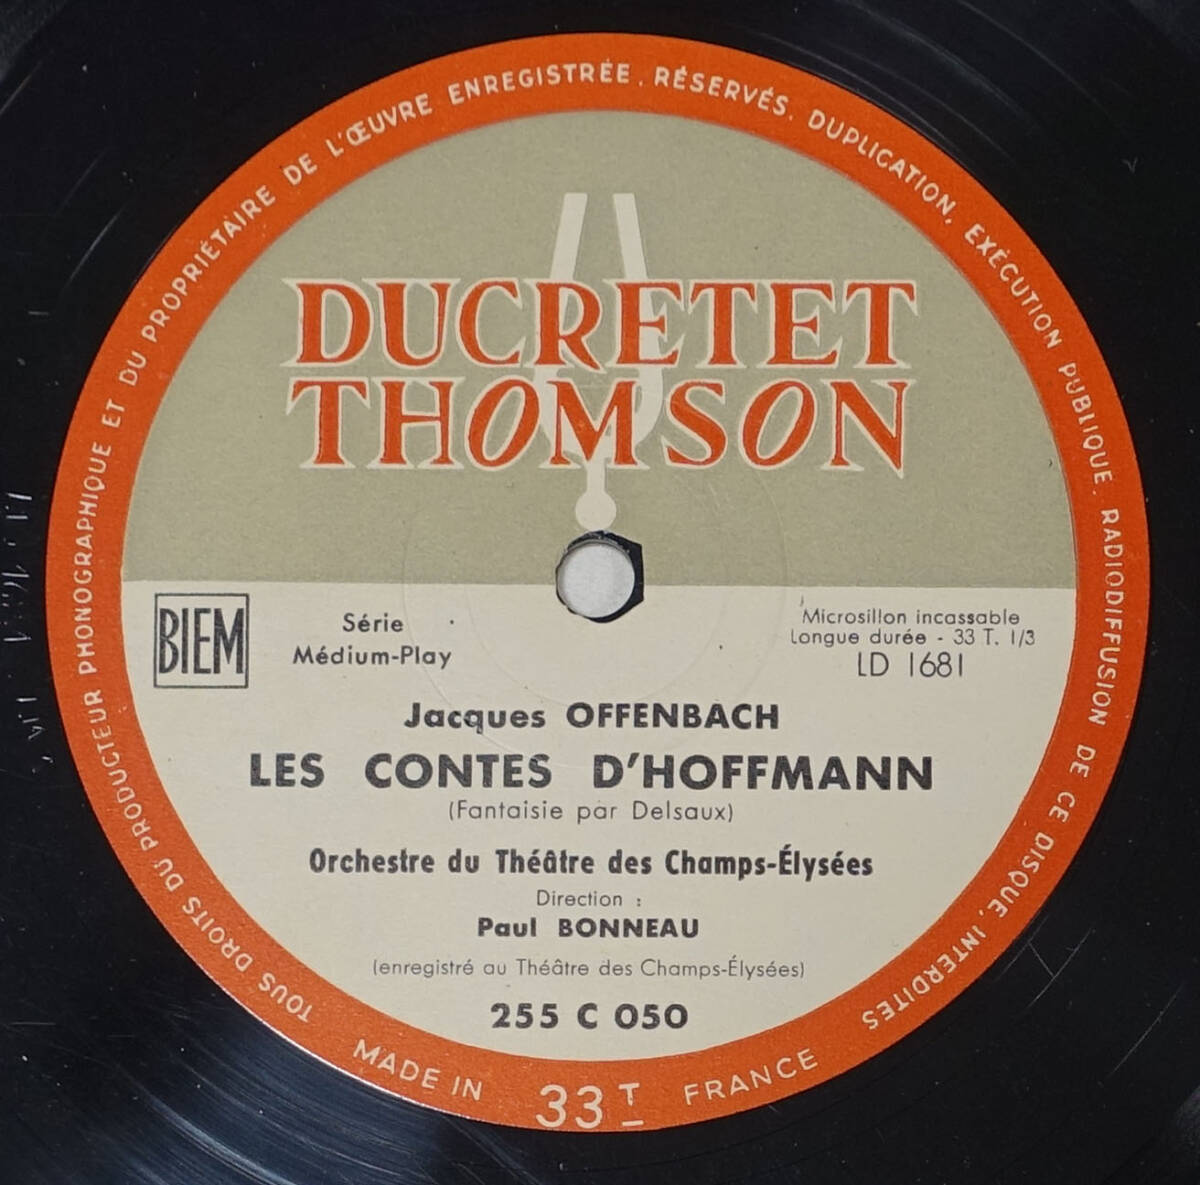 TOUS DROITS DU PRODUCTEUR PHONOGRAPHIQUE ET DU PROPRIÉTAIRE DE L'ŒUVRE ENREGISTRÉE. RÉSERVÉS. DUPLICATION, EXÉCUTION PUBLIQUE. RADIODIFFUSION DE CE DISQUE, INTERDITES
DUCRETET
THOMSON
BIEM
Série
Médium-Play
Microsillon incassable
Longue durée - 33 T. 1/3
LD 1681
Jacques OFFENBACH
LES CONTES D'HOFFMANN
(Fantaisie par Delsaux)
Orchestre du Théâtre des Champs-Élysées
Direction :
Paul BONNEAU
(enregistré au Théâtre des Champs-Élysées)
255 C 050
MADE IN 33 T FRANCE